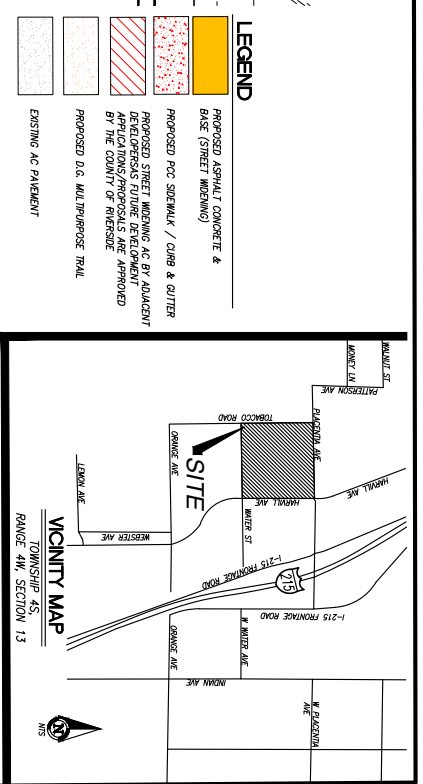 LEGEND
PROPOSED ASPHALT CONCRETE &
BASE (STREET WIDENING)
PROPOSED PCC SIDEWALK / CURB & GUTTER
PROPOSED STREET WIDENING AC BY ADJACENT
DEVELOPERSAS FUTURE DEVELOPMENT
APPLICATIONS/PROPOSALS ARE APPROVED
BY THE COUNTY OF RIVERSIDE
PROPOSED D.G. MULTIPURPOSE TRAIL
EXISTING AC PAVEMENT
WALNUT ST
MONEY LN
PATTERSON AVE
PLACENTIA AVE
HARVILL AVE
TOBACCO ROAD
SITE
HARVILL AVE
WATER ST
ORANGE AVE
LEMON AVE
WEBSTER AVE
I-215 FRONTAGE ROAD
215
I-215 FRONTAGE ROAD
W WATER AVE
ORANGE AVE
INDIAN AVE
W PLACENTIA
AVE
VICINITY MAP
TOWNSHIP 4S,
RANGE 4W, SECTION 13
N
NTS